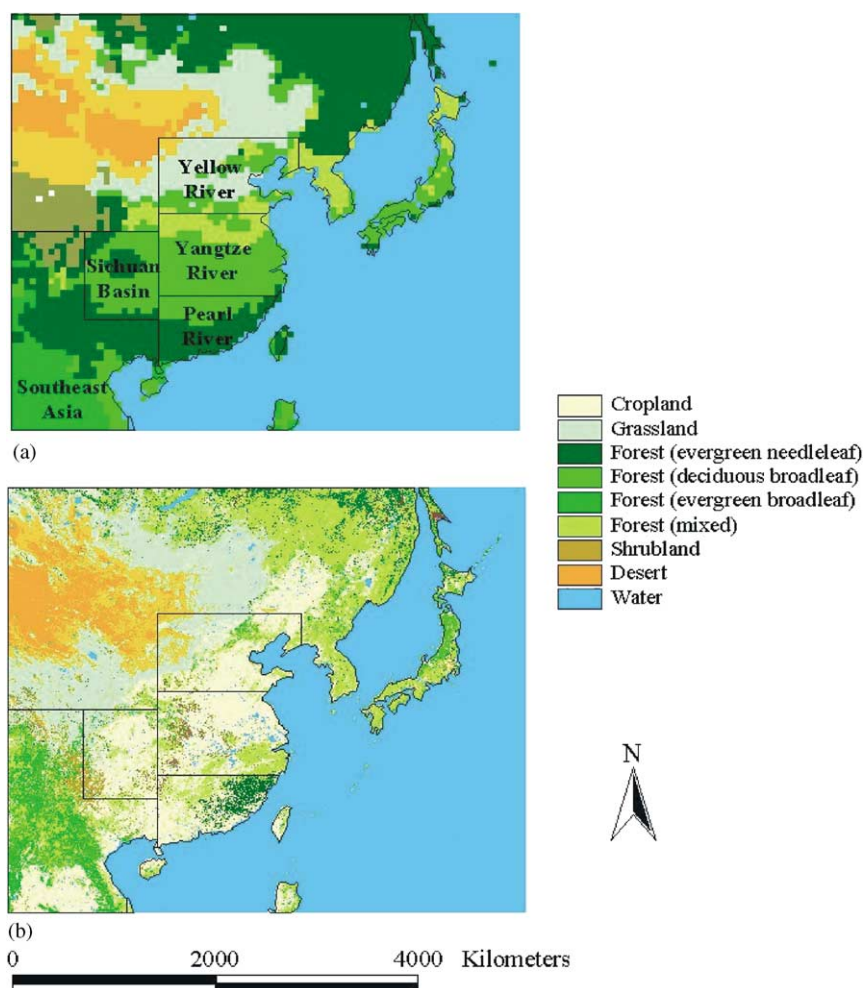 Yellow
River
Yangtze
River
Sichuan
Basin
Pearl
River
Southeast
Asia
(a)
Cropland
Grassland
Forest (evergreen needleleaf)
Forest (deciduous broadleaf)
Forest (evergreen broadleaf)
Forest (mixed)
Shrubland
Desert
Water
N
(b)
0 2000 4000 Kilometers